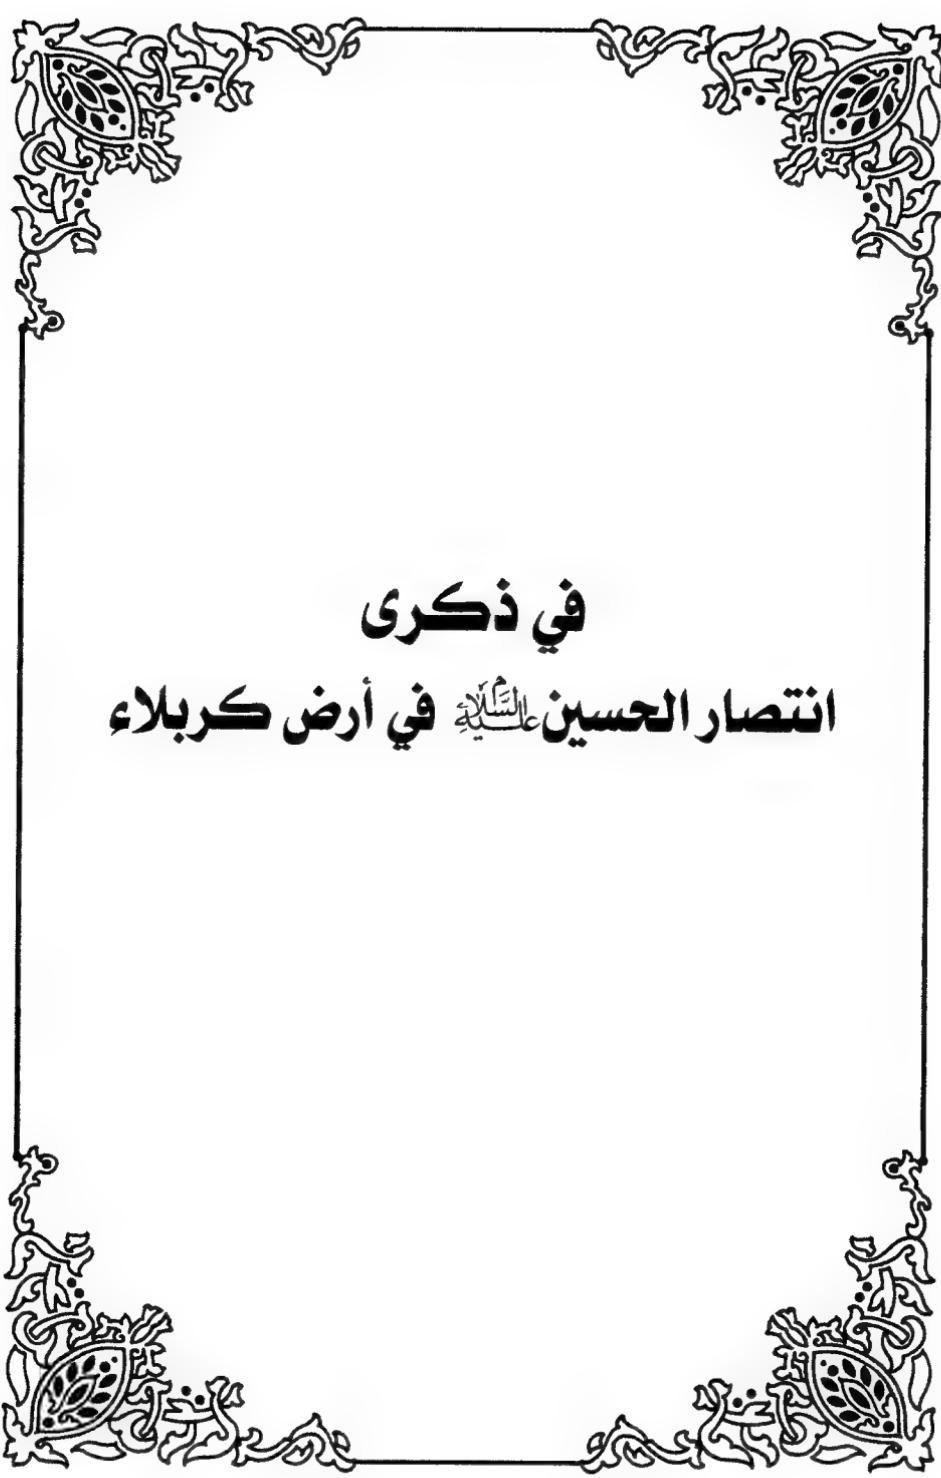 في ذكرى
انتصار الحسين عليه السلام في أرض كربلاء